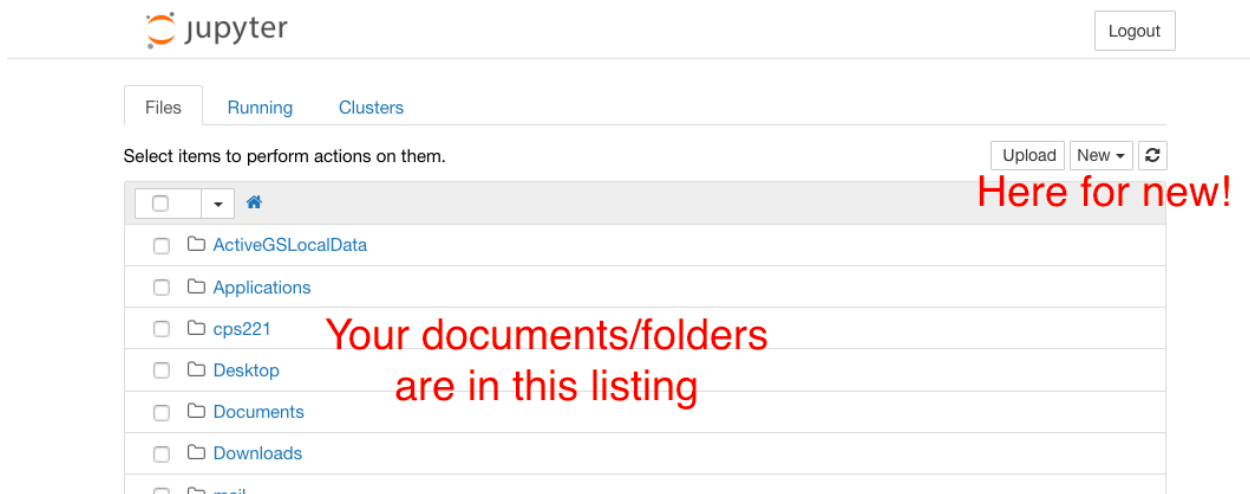 jupyter
Logout
Files Running Clusters
Select items to perform actions on them.
Upload New
Here for new!
ActiveGSLocalData
Applications
cps221
Your documents/folders
are in this listing
Desktop
Documents
Downloads